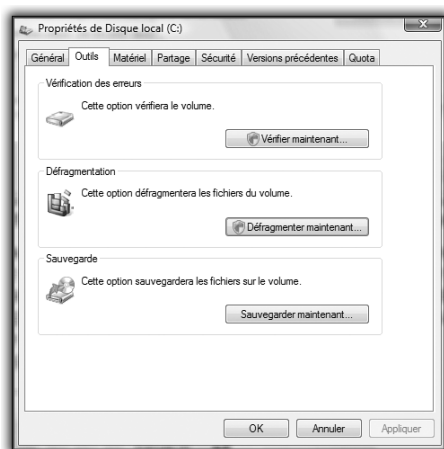 Propriétés de Disque local (C:)
Général Outils Matériel Partage Sécurité Versions précédentes Quota
Vérification des erreurs
Cette option vérifiera le volume.
Vérifier maintenant...
Défragmentation
Cette option défragmentera les fichiers du volume.
Défragmenter maintenant...
Sauvegarde
Cette option sauvegardera les fichiers sur le volume.
Sauvegarder maintenant...
OK Annuler Appliquer